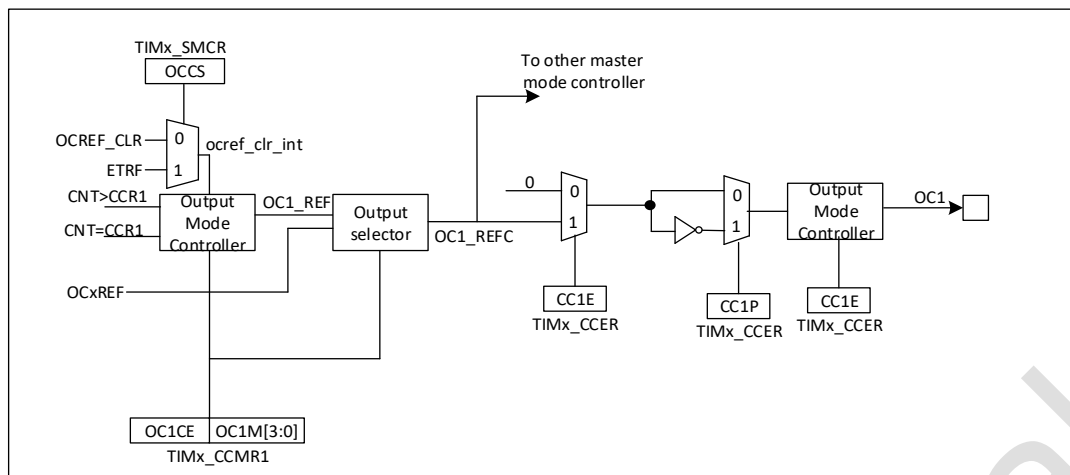 TIMx_SMCR
OCCS
To other master
mode controller
OCREF_CLR
0
ocref_clr_int
ETRF
1
CNT>CCR1
CNT=CCR1
Output
Mode
Controller
OC1_REF
Output
selector
OC1_REFC
0
0
1
0
1
Output
Mode
Controller
OC1
OCxREF
CC1E
TIMx_CCER
CC1P
TIMx_CCER
CC1E
TIMx_CCER
OC1CE
OC1M[3:0]
TIMx_CCMR1